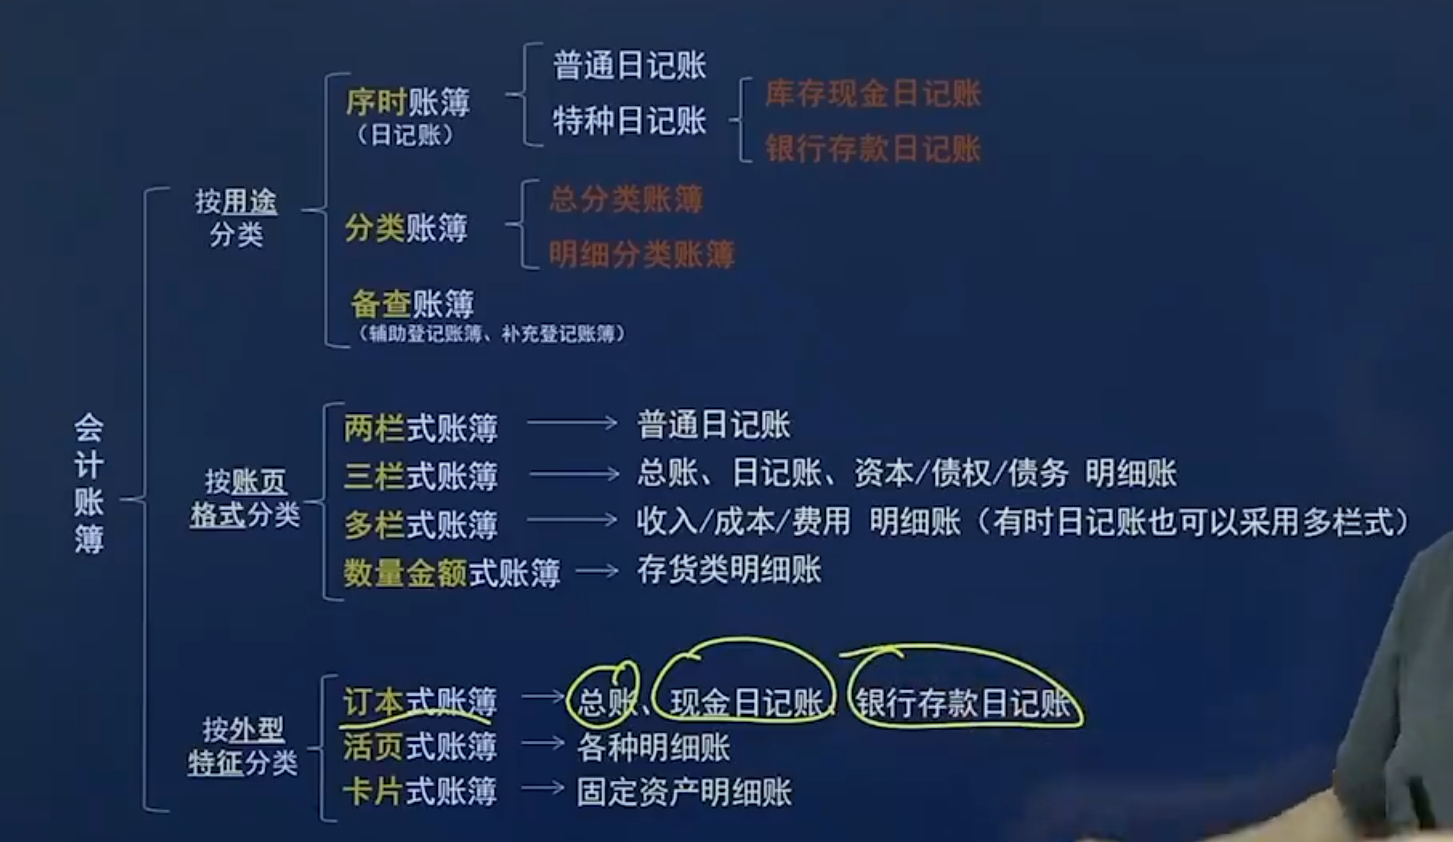 会计账簿
按用途
分类
序时账簿
（日记账）
普通日记账
特种日记账
库存现金日记账
银行存款日记账
分类账簿
总分类账簿
明细分类账簿
备查账簿
（辅助登记账簿、补充登记账簿）
按账页
格式分类
两栏式账簿 → 普通日记账
三栏式账簿 → 总账、日记账、资本/债权/债务 明细账
多栏式账簿 → 收入/成本/费用 明细账（有时日记账也可以采用多栏式）
数量金额式账簿 → 存货类明细账
按外型
特征分类
订本式账簿 → 总账、现金日记账、银行存款日记账
活页式账簿 → 各种明细账
卡片式账簿 → 固定资产明细账